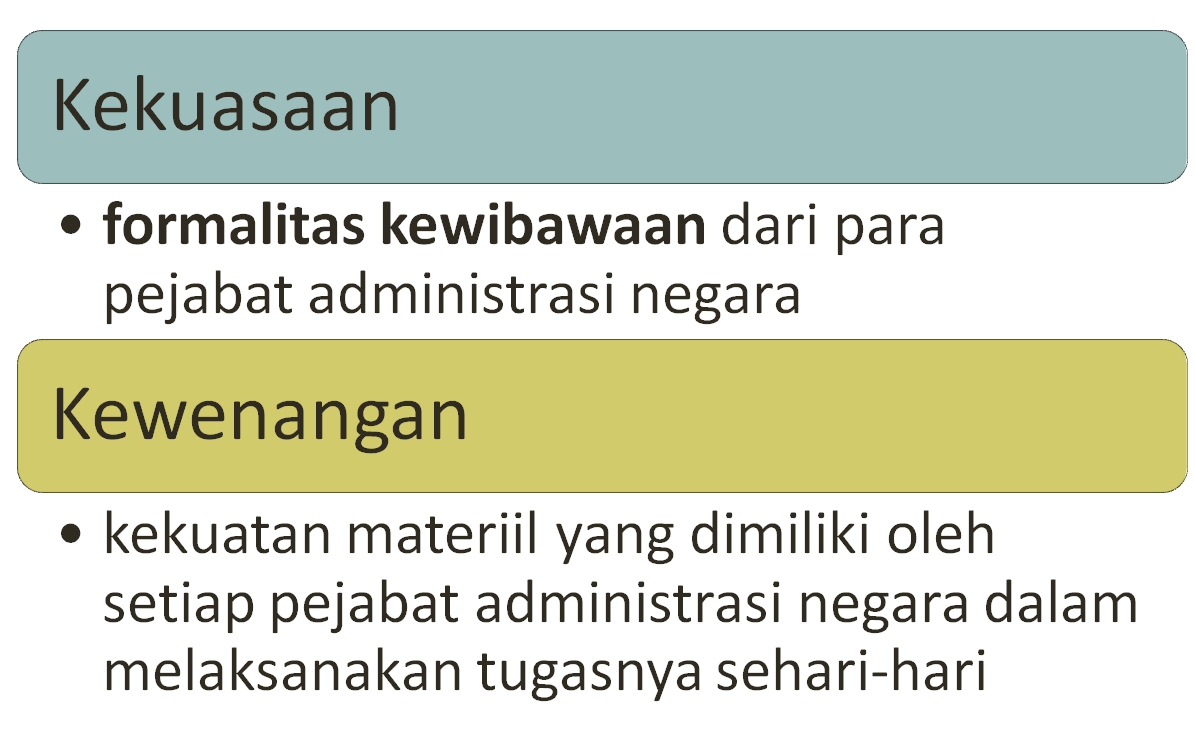 Kekuasaan
• formalitas kewibawaan dari para
pejabat administrasi negara
Kewenangan
• kekuatan materiil yang dimiliki oleh
setiap pejabat administrasi negara dalam
melaksanakan tugasnya sehari-hari